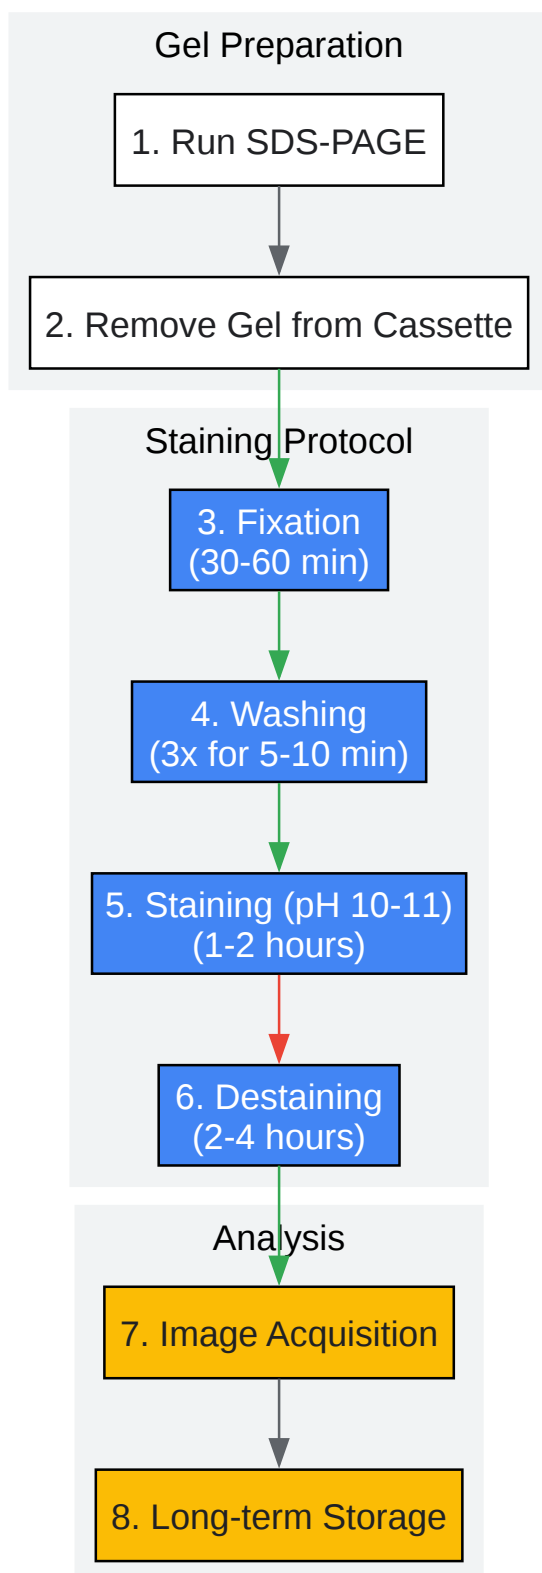 Gel Preparation
1. Run SDS-PAGE
2. Remove Gel from Cassette
Staining Protocol
3. Fixation
(30-60 min)
4. Washing
(3x for 5-10 min)
5. Staining (pH 10-11)
(1-2 hours)
6. Destaining
(2-4 hours)
Analysis
7. Image Acquisition
8. Long-term Storage